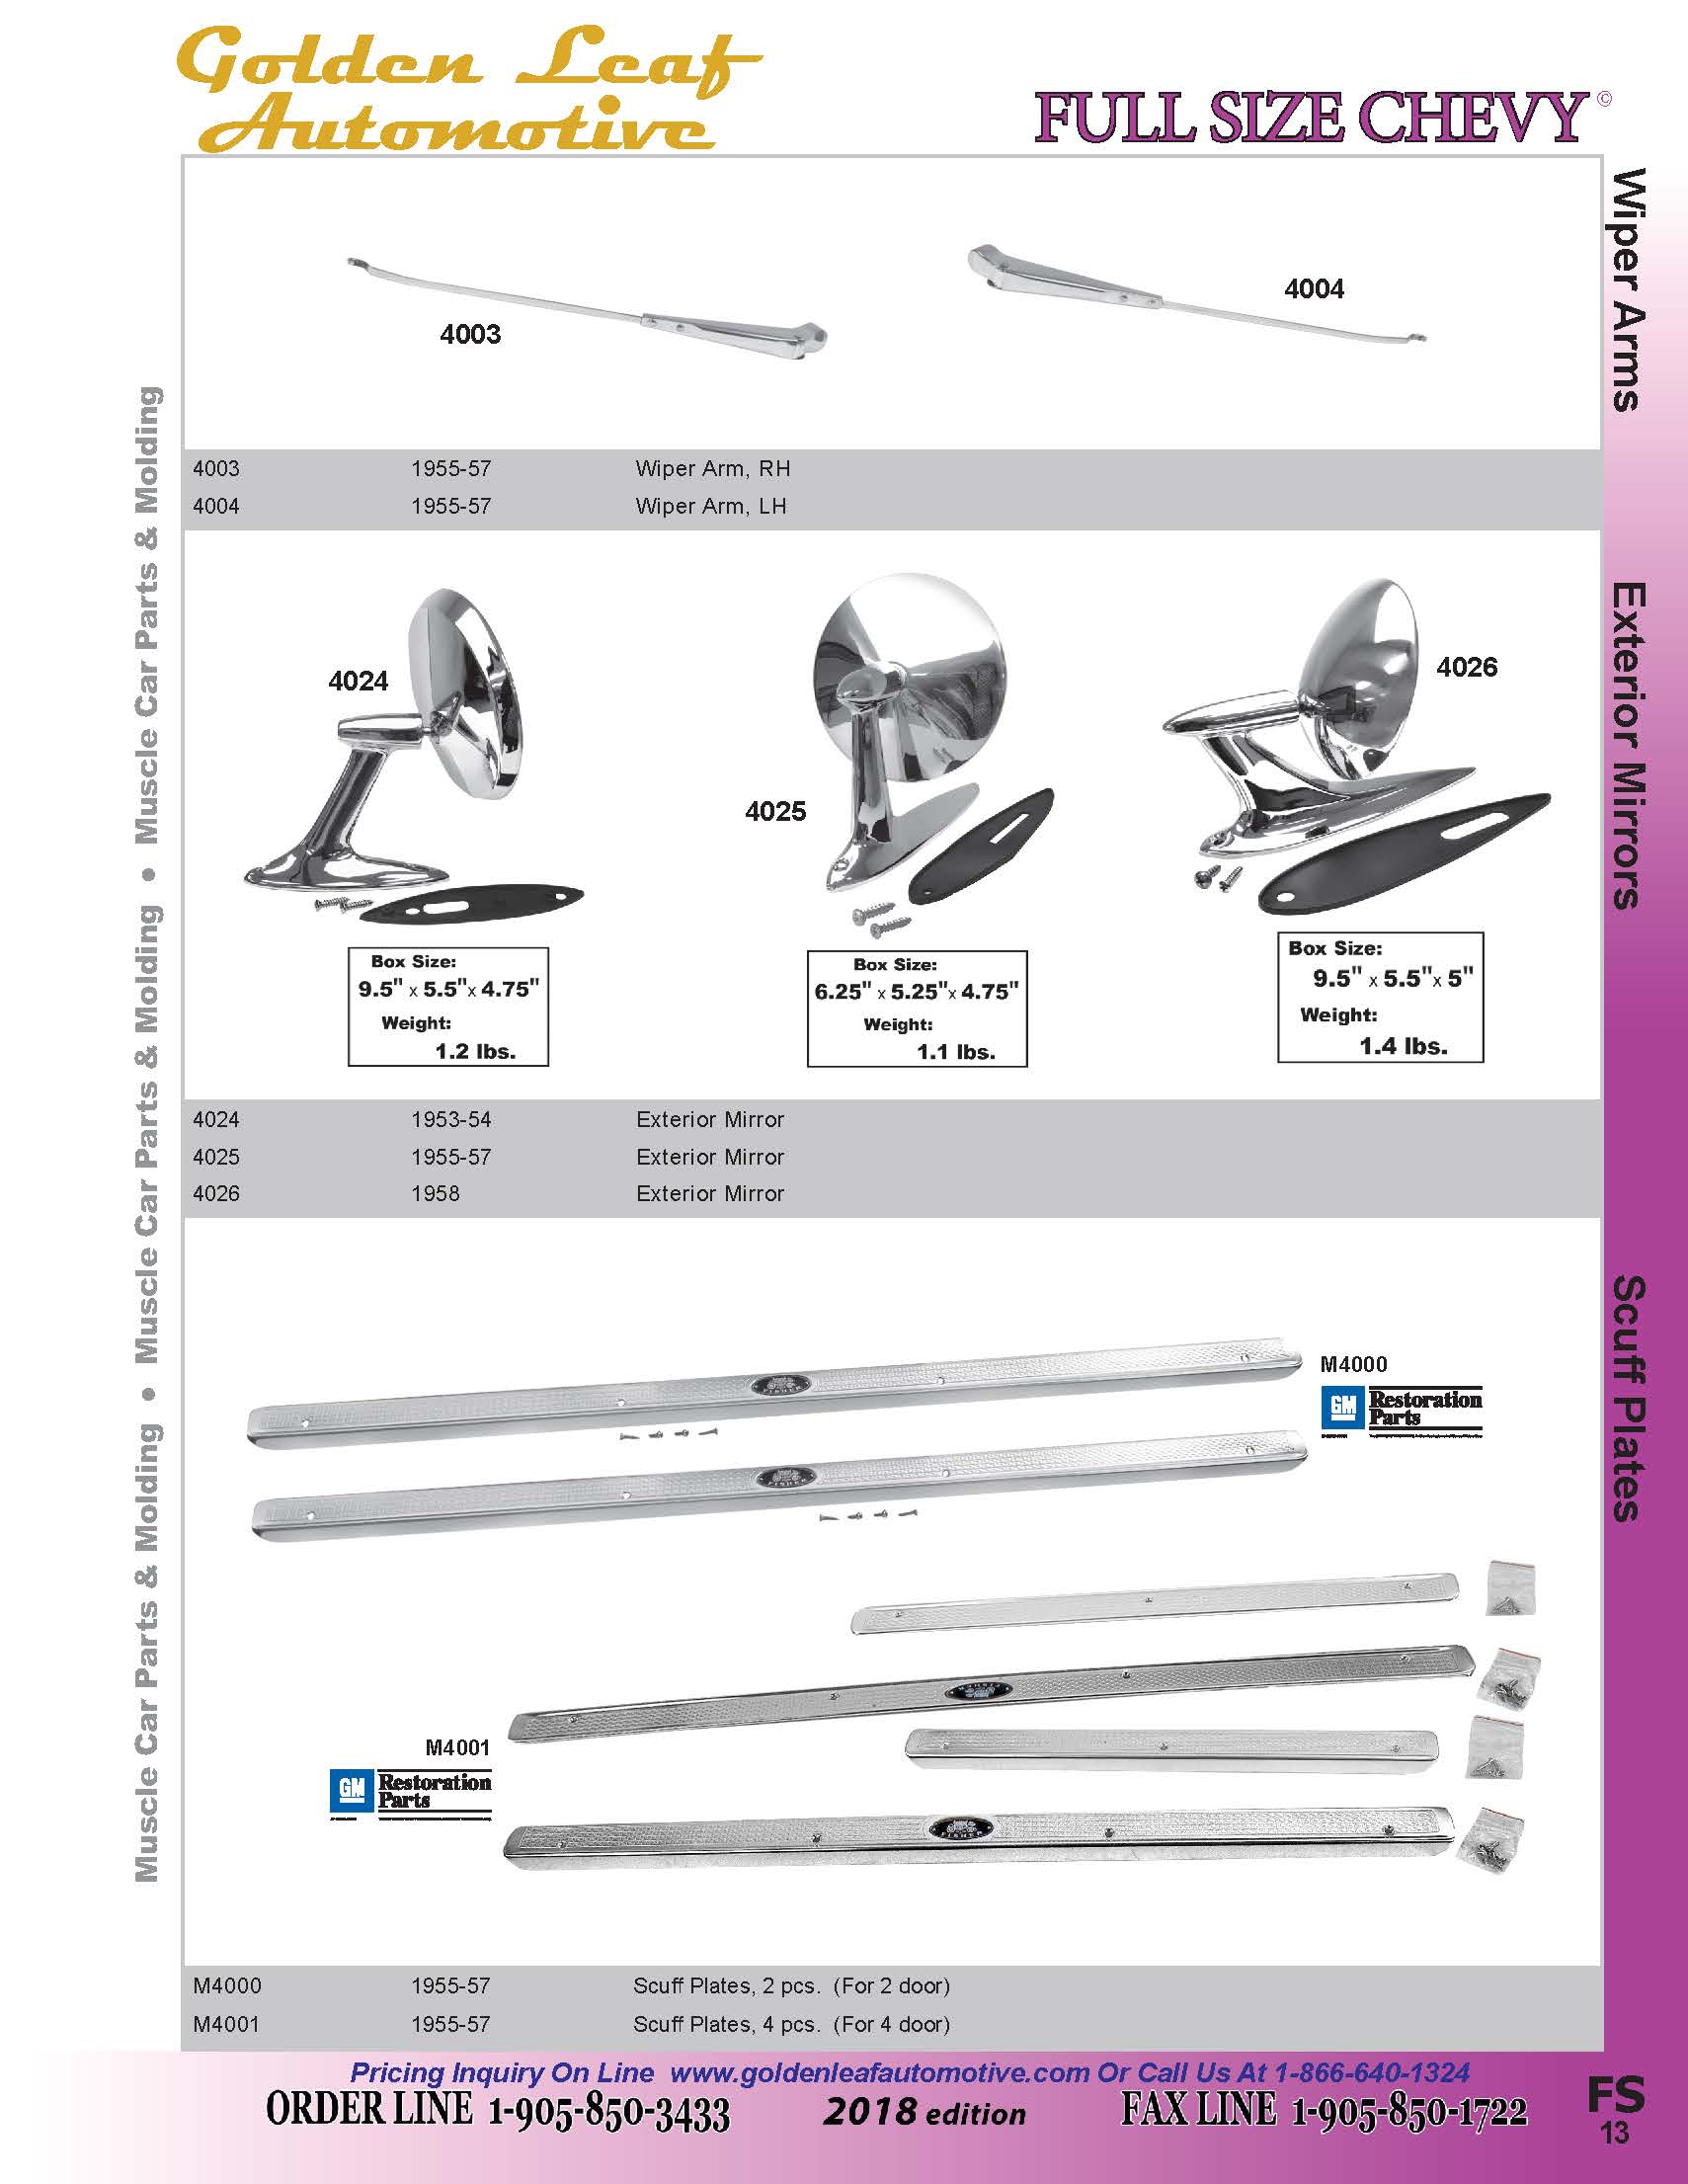 Golden Leaf
Automotive
FULL SIZE CHEVY ©
Wiper Arms
4003
4004
4003 1955-57 Wiper Arm, RH
4004 1955-57 Wiper Arm, LH
Exterior Mirrors
4024
4025
4026
Box Size:
9.5" x 5.5" x 4.75"
Weight:
1.2 lbs.
Box Size:
6.25" x 5.25" x 4.75"
Weight:
1.1 lbs.
Box Size:
9.5" x 5.5" x 5"
Weight:
1.4 lbs.
4024 1953-54 Exterior Mirror
4025 1955-57 Exterior Mirror
4026 1958 Exterior Mirror
Scuff Plates
M4000
GM Restoration
Parts
FISHER
FISHER
FISHER
M4001
GM Restoration
Parts
FISHER
M4000 1955-57 Scuff Plates, 2 pcs. (For 2 door)
M4001 1955-57 Scuff Plates, 4 pcs. (For 4 door)
Muscle Car Parts & Molding • Muscle Car Parts & Molding • Muscle Car Parts & Molding
Pricing Inquiry On Line www.goldenleafautomotive.com Or Call Us At 1-866-640-1324
ORDER LINE 1-905-850-3433 2018 edition FAX LINE 1-905-850-1722
FS
13